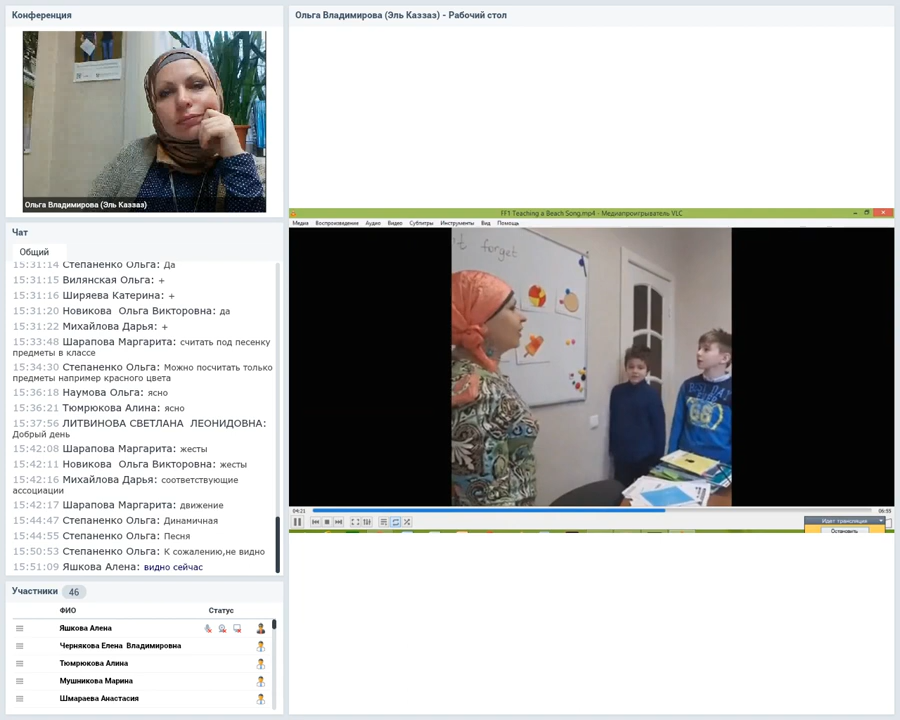 Конференция
Ольга Владимирова (Эль Каззаз)
Чат
Общий
15:31:14 Степаненко Ольга: Да
15:31:15 Вилянская Ольга: +
15:31:16 Ширяева Катерина: +
15:31:20 Новикова Ольга Викторовна: да
15:31:22 Михайлова Дарья: +
15:33:48 Шарапова Маргарита: считать под песенку
предметы в классе
15:34:30 Степаненко Ольга: Можно посчитать только
предметы например красного цвета
15:36:18 Наумова Ольга: ясно
15:36:21 Тюмрюкова Алина: ясно
15:37:56 ЛИТВИНОВА СВЕТЛАНА ЛЕОНИДОВНА:
Добрый день
15:42:08 Шарапова Маргарита: жесты
15:42:11 Новикова Ольга Викторовна: жесты
15:42:16 Михайлова Дарья: соответствующие
ассоциации
15:42:17 Шарапова Маргарита: движение
15:44:47 Степаненко Ольга: Динамичная
15:44:55 Степаненко Ольга: Песня
15:50:53 Степаненко Ольга: К сожалению,не видно
15:51:09 Яшкова Алена: видно сейчас
Участники 46
ФИО Статус
Яшкова Алена
Чернякова Елена Владимировна
Тюмрюкова Алина
Мушникова Марина
Шмараева Анастасия
Ольга Владимирова (Эль Каззаз) - Рабочий стол
FF1 Teaching a Beach Song.mp4 - Медиапроигрыватель VLC
Медиа Воспроизведение Аудио Видео Субтитры Инструменты Вид Помощь
't forget
66
04:21
06:55
Идёт трансляция
Остановить